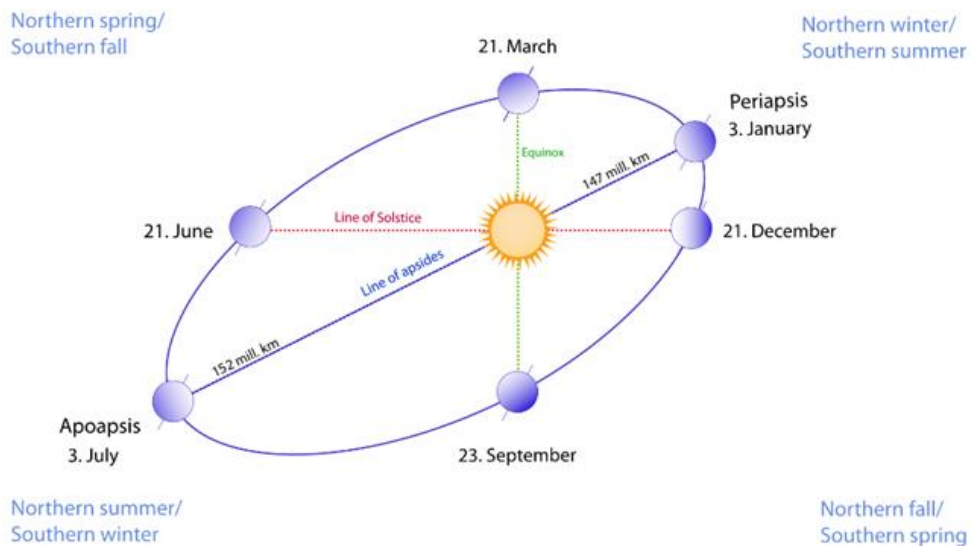 Northern spring/
Southern fall
21. March
Northern winter/
Southern summer
Periapsis
3. January
Equinox
147 mill. km
21. June
Line of Solstice
21. December
Line of apsides
152 mill. km
Apoapsis
3. July
23. September
Northern summer/
Southern winter
Northern fall/
Southern spring